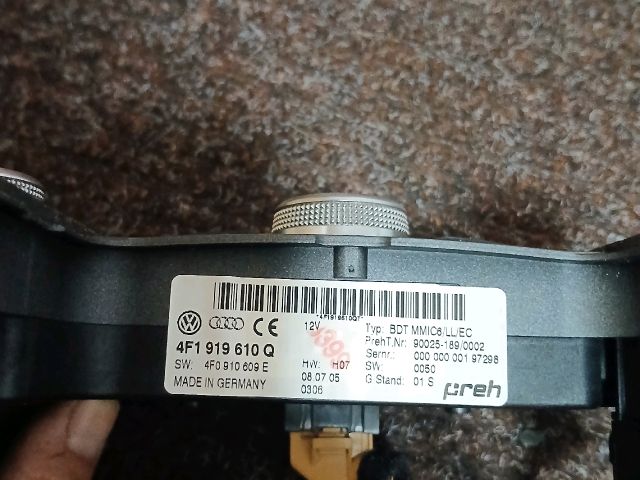 *4F1919610QT*
12V
4F1 919 610 Q
SW: 4F0 910 609 E HW: H07
MADE IN GERMANY 08.07.05
0306
Typ: BDT MMIC6/LL/EC
PrehT.Nr: 90025-189/0002
Sernr.: 000 000 001 97298
SW: 0050
G.Stand: 01 S
preh